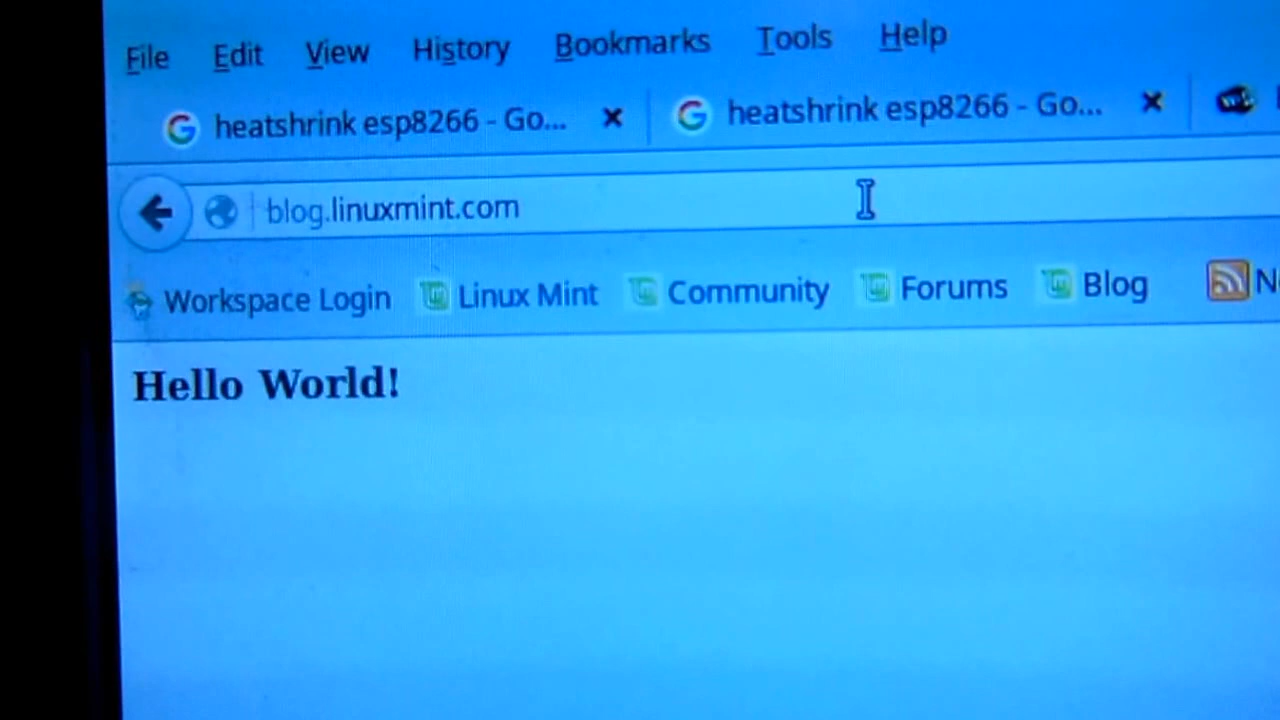 File Edit View History Bookmarks Tools Help
heatshrink esp8266 - Go... heatshrink esp8266 - Go...
blog.linuxmint.com
Workspace Login Linux Mint Community Forums Blog
Hello World!